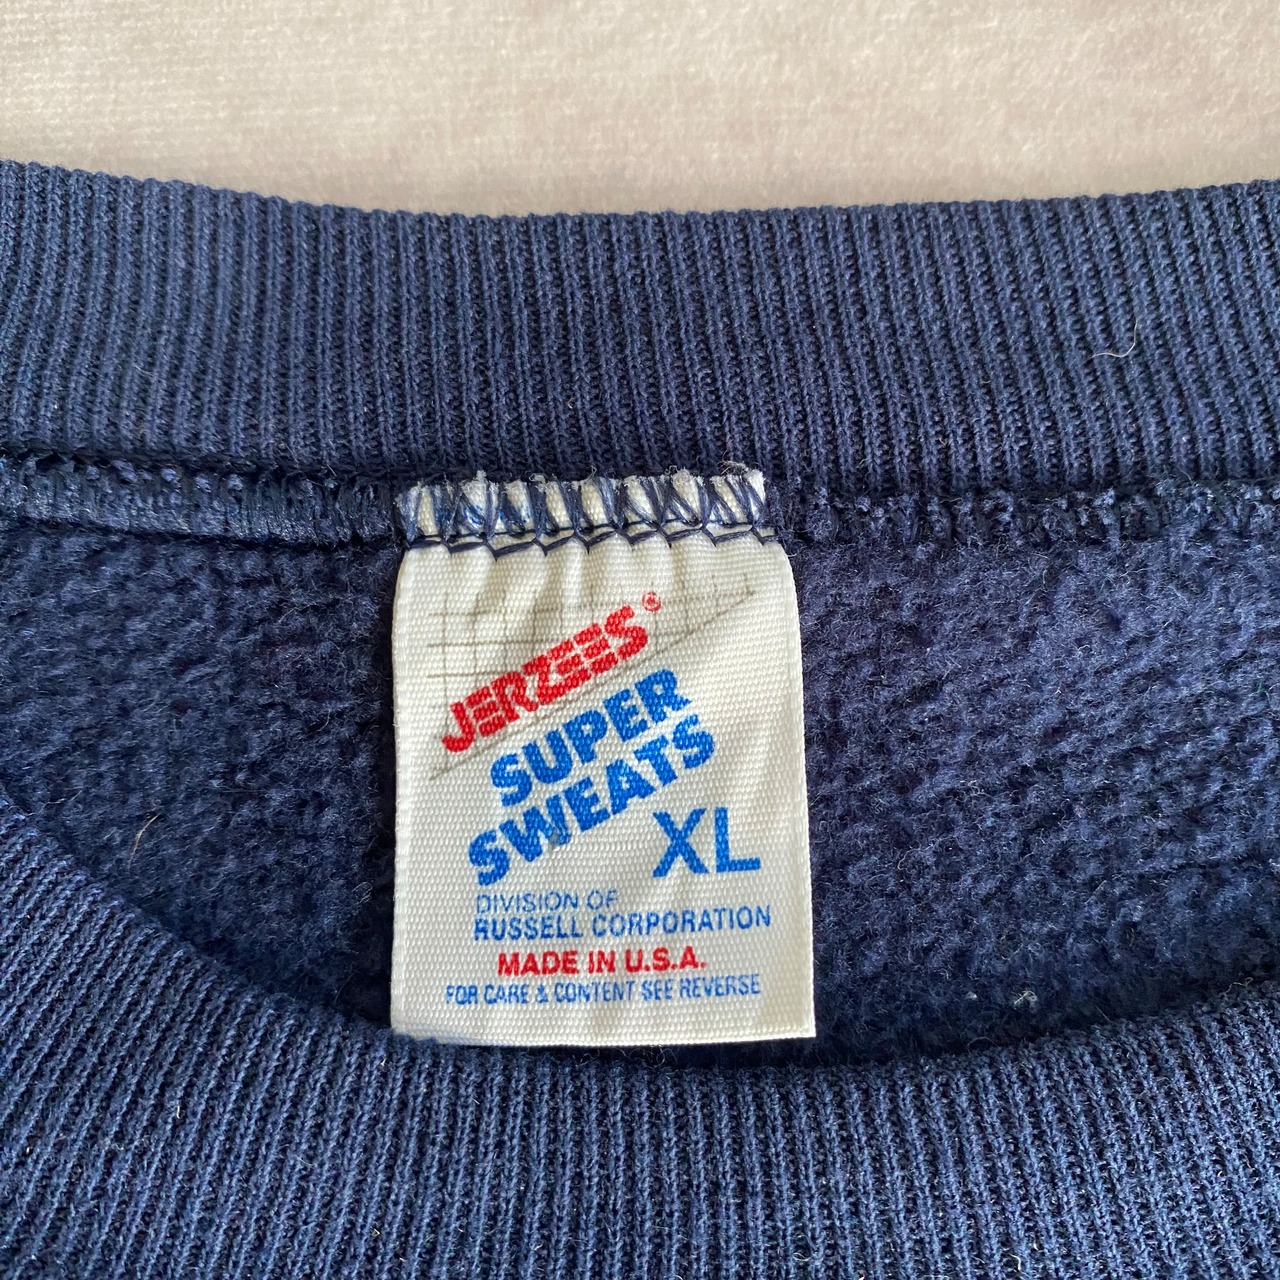 JERZEES®
SUPER
SWEATS
XL
DIVISION OF
RUSSELL CORPORATION
MADE IN U.S.A.
FOR CARE & CONTENT SEE REVERSE